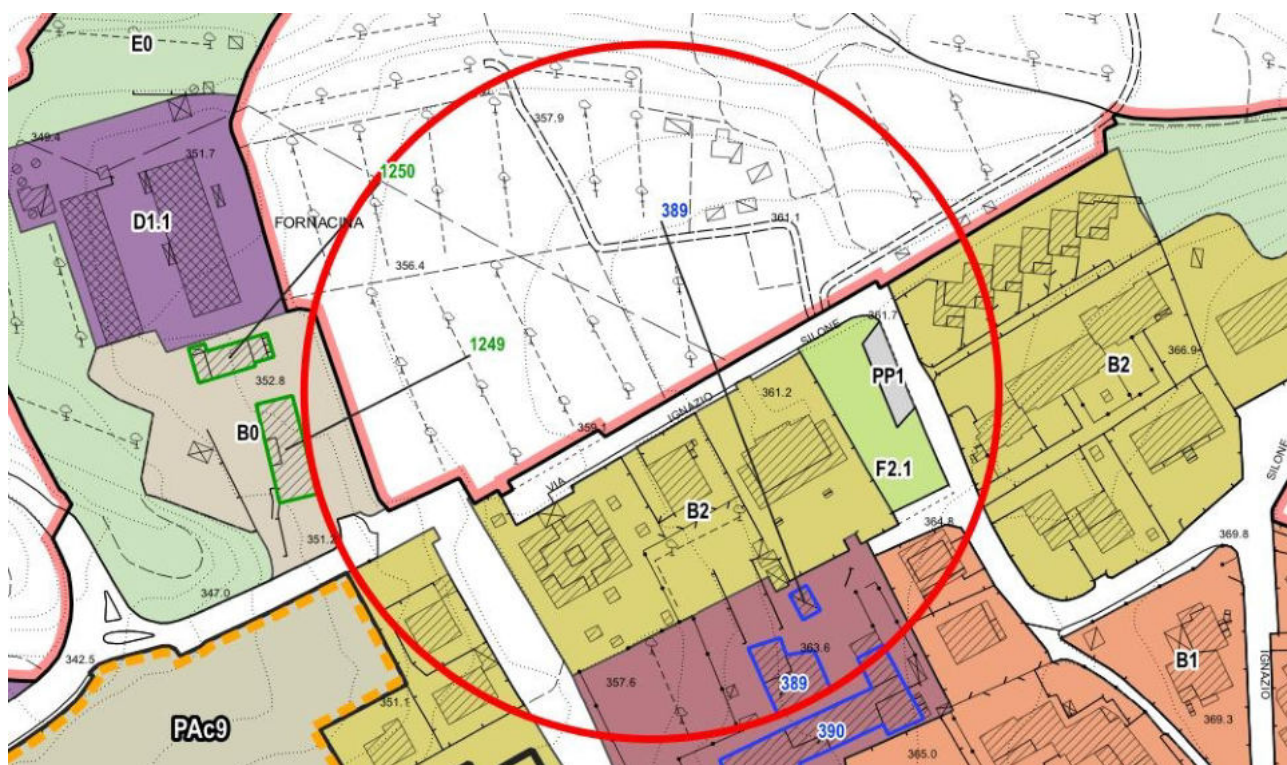 E0
349.4
351.7
357.9
1250
389
D1.1
FORNACINA
361.1
356.4
361.7
SILONE
1249
PP1
B2
366.9
352.8
361.2
IGNAZIO
359.1
B0
F2.1
VIA
B2
SILONE
351.2
364.8
369.8
347.0
342.5
363.6
B1
357.6
389
351.1
IGNAZIO
PAc9
390
369.3
365.0